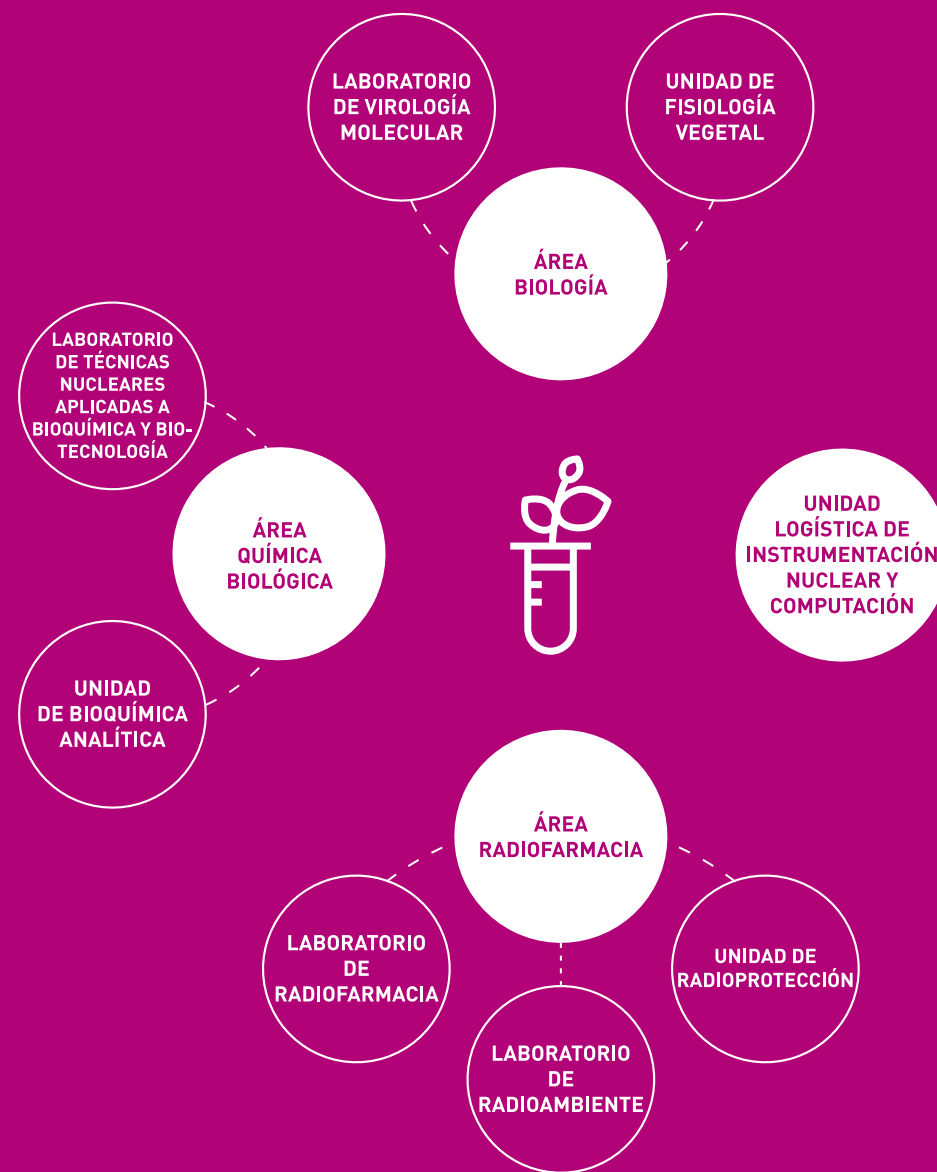 LABORATORIO
DE VIROLOGÍA
MOLECULAR
UNIDAD DE
FISIOLOGÍA
VEGETAL
ÁREA
BIOLOGÍA
LABORATORIO
DE TÉCNICAS
NUCLEARES
APLICADAS A
BIOQUÍMICA Y BIO-
TECNOLOGÍA
ÁREA
QUÍMICA
BIOLÓGICA
UNIDAD
LOGÍSTICA DE
INSTRUMENTACIÓN
NUCLEAR Y
COMPUTACIÓN
UNIDAD
DE BIOQUÍMICA
ANALÍTICA
ÁREA
RADIOFARMACIA
LABORATORIO
DE
RADIOFARMACIA
UNIDAD DE
RADIOPROTECCIÓN
LABORATORIO
DE
RADIOAMBIENTE